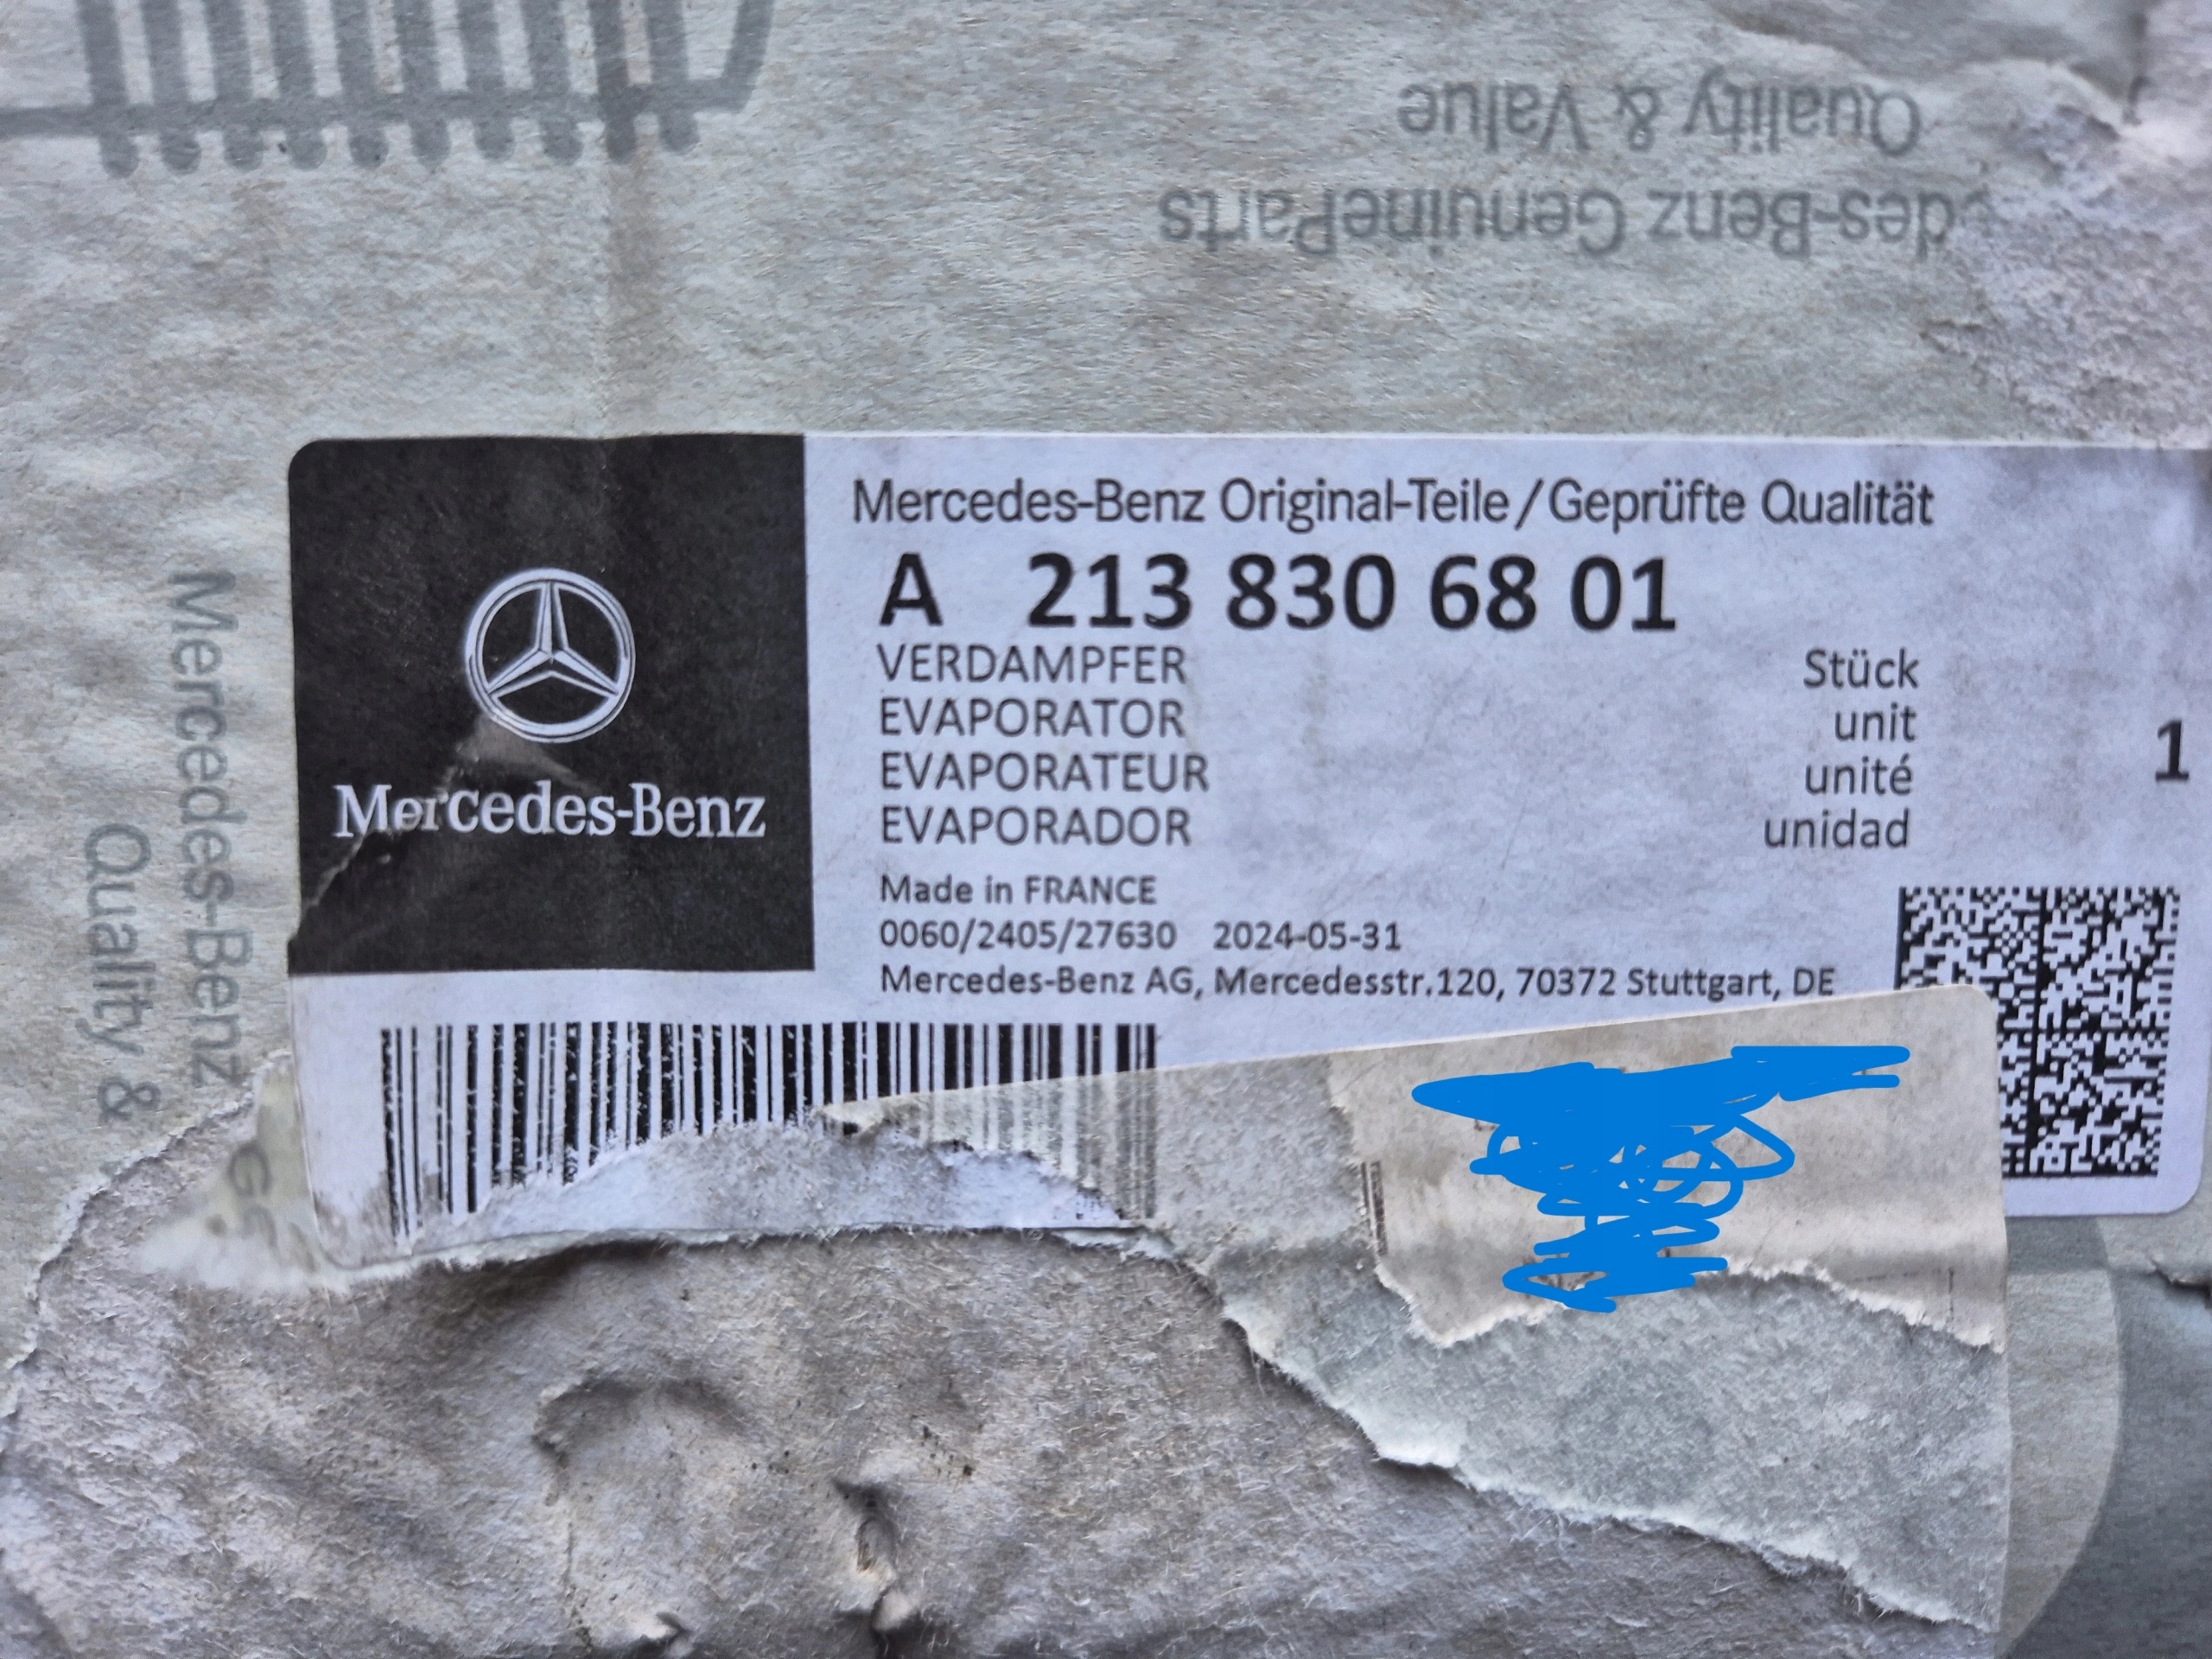 Quality & Value
des-Benz GenuineParts
Mercedes-Benz Original-Teile/Geprüfte Qualität
A 213 830 68 01
VERDAMPFER Stück
EVAPORATOR unit
EVAPORATEUR unité 1
EVAPORADOR unidad
Made in FRANCE
0060/2405/27630 2024-05-31
Mercedes-Benz AG, Mercedesstr.120, 70372 Stuttgart, DE
Mercedes-Benz
Mercedes-Benz
Quality &